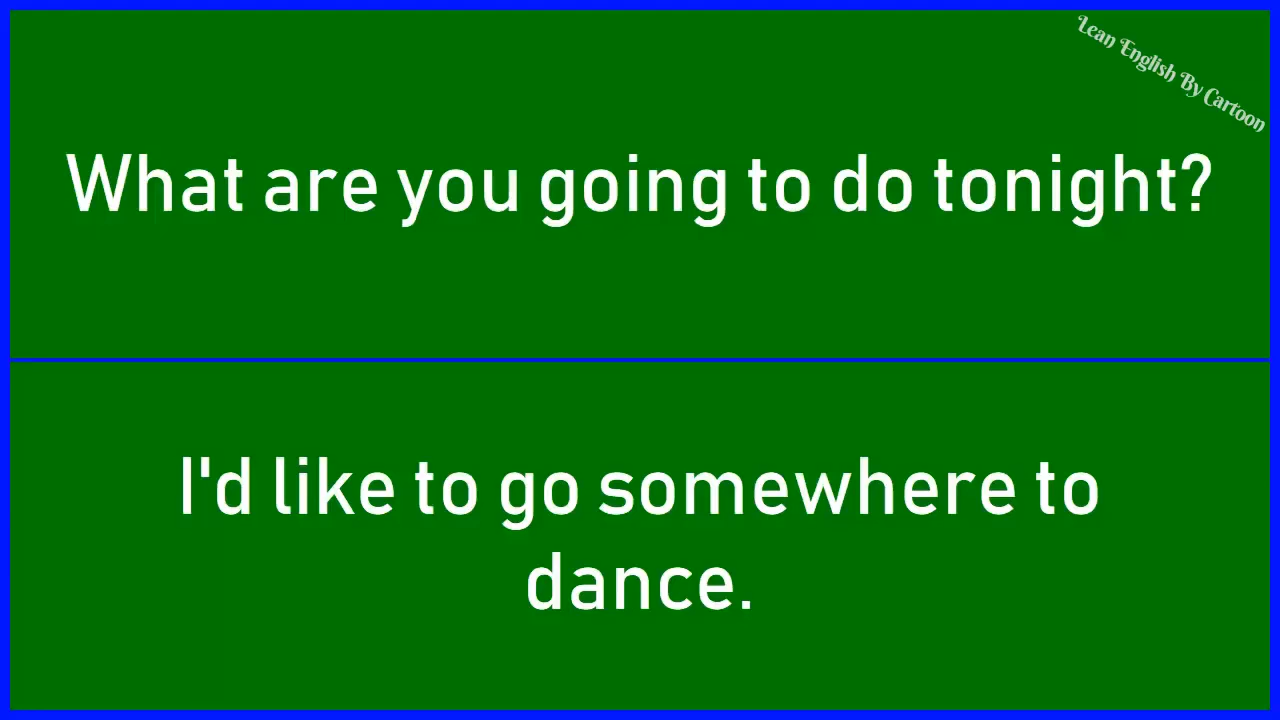 Lean English By Cartoon
What are you going to do tonight?
I'd like to go somewhere to
dance.